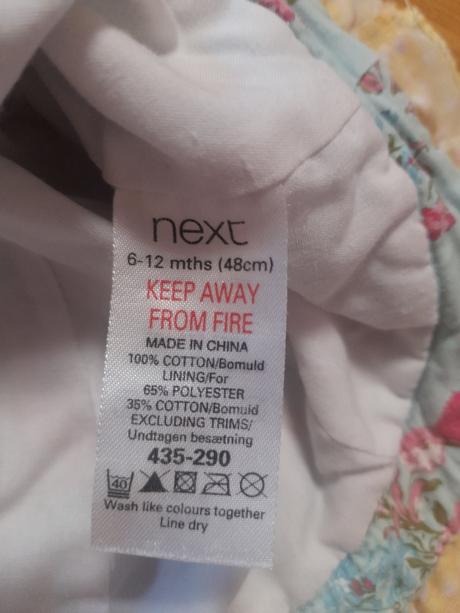 next
6-12 mths (48cm)
KEEP AWAY
FROM FIRE
MADE IN CHINA
100% COTTON/Bomuld
LINING/For
65% POLYESTER
35% COTTON/Bomuld
EXCLUDING TRIMS/
Undtagen besætning
435-290
40
Wash like colours together
Line dry